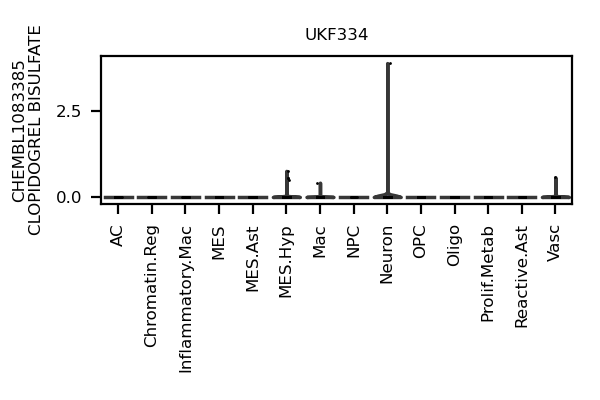 UKF334
CHEMBL1083385
CLOPIDOGREL BISULFATE
2.5
0.0
AC
Chromatin.Reg
Inflammatory.Mac
MES
MES.Ast
MES.Hyp
Mac
NPC
Neuron
OPC
Oligo
Prolif.Metab
Reactive.Ast
Vasc